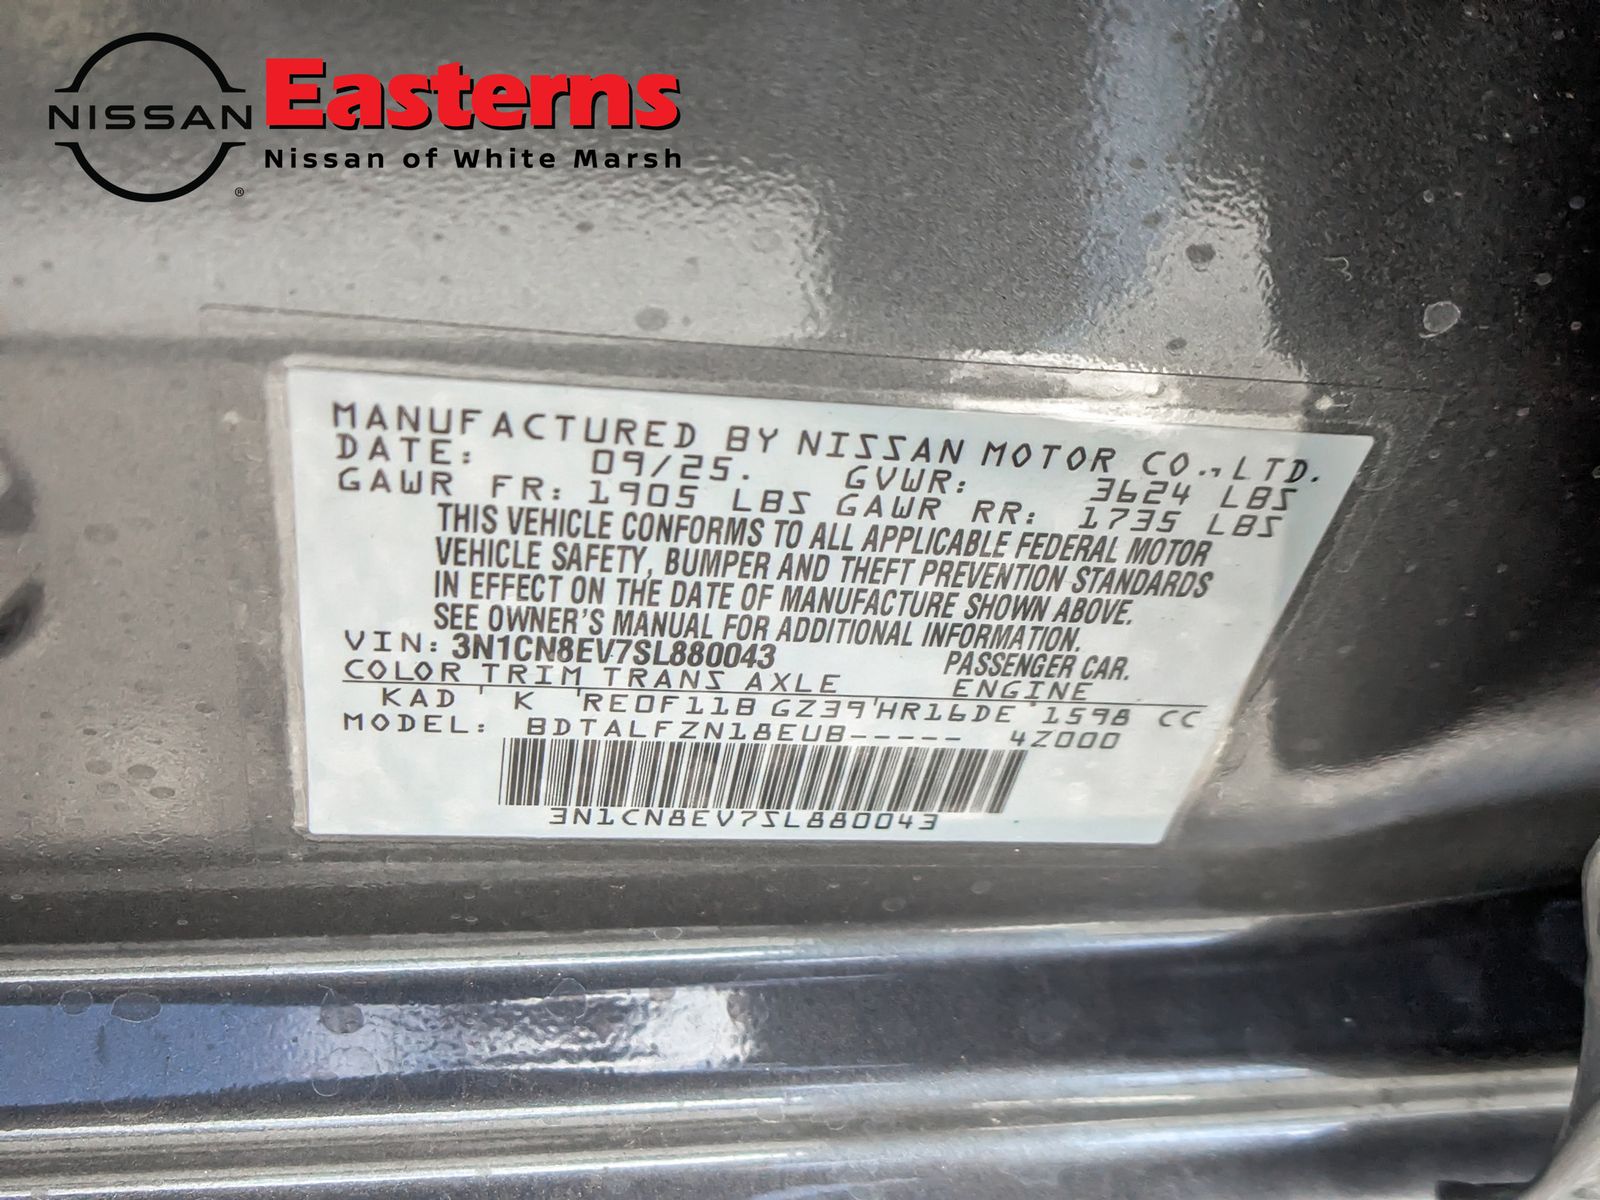 NISSAN
®
Easterns
Nissan of White Marsh
MANUFACTURED BY NISSAN MOTOR CO., LTD.
DATE: 09/25. GVWR: 3624 LBS
GAWR FR: 1905 LBS GAWR RR: 1735 LBS
THIS VEHICLE CONFORMS TO ALL APPLICABLE FEDERAL MOTOR
VEHICLE SAFETY, BUMPER AND THEFT PREVENTION STANDARDS
IN EFFECT ON THE DATE OF MANUFACTURE SHOWN ABOVE.
SEE OWNER'S MANUAL FOR ADDITIONAL INFORMATION.
VIN: 3N1CN8EV7SL880043 PASSENGER CAR.
COLOR TRIM TRANS AXLE ENGINE
KAD ' K 'RE0F11B GZ39'HR16DE '1598 CC
MODEL: BDTALFZN18EUB----- 4Z000
3N1CN8EV7SL880043